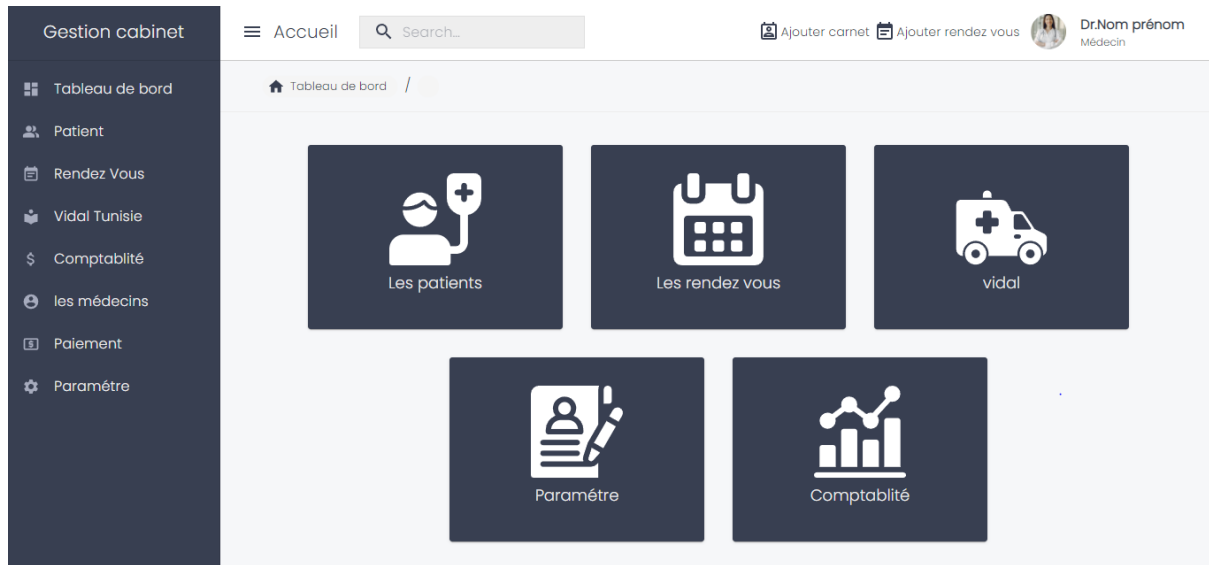 Gestion cabinet
Accueil
Search...
Ajouter carnet
Ajouter rendez vous
Dr.Nom prénom
Médecin
Tableau de bord
Patient
Rendez Vous
Vidal Tunisie
Comptablité
les médecins
Paiement
Paramétre
Tableau de bord /
Les patients
Les rendez vous
vidal
Paramétre
Comptablité